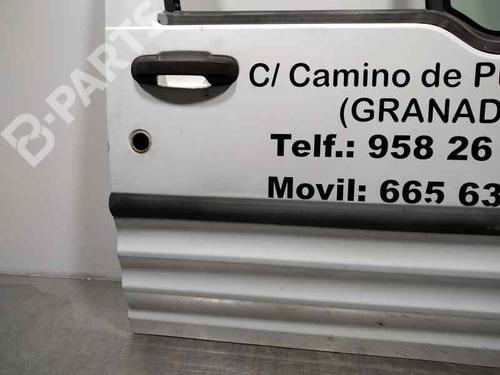 B-PARTS
C/ Camino de P
(GRANAD
Telf.: 958 26
Movil: 665 63